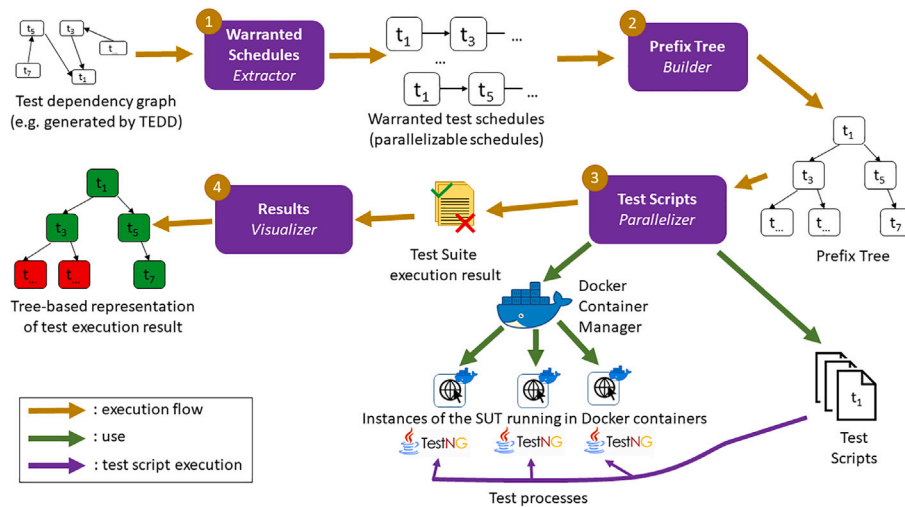 t5
t3
t...
t7
t1
Test dependency graph
(e.g. generated by TEDD)
1
Warranted
Schedules
Extractor
t1
t3
...
...
t1
t5
...
Warranted test schedules
(parallelizable schedules)
2
Prefix Tree
Builder
t1
t3
t5
t...
t...
t7
Prefix Tree
3
Test Scripts
Parallelizer
Test Suite
execution result
4
Results
Visualizer
t1
t3
t5
t...
t...
t7
Tree-based representation
of test execution result
Docker
Container
Manager
Instances of the SUT running in Docker containers
Java TestNG
Java TestNG
Java TestNG
Test processes
t1
Test
Scripts
: execution flow
: use
: test script execution